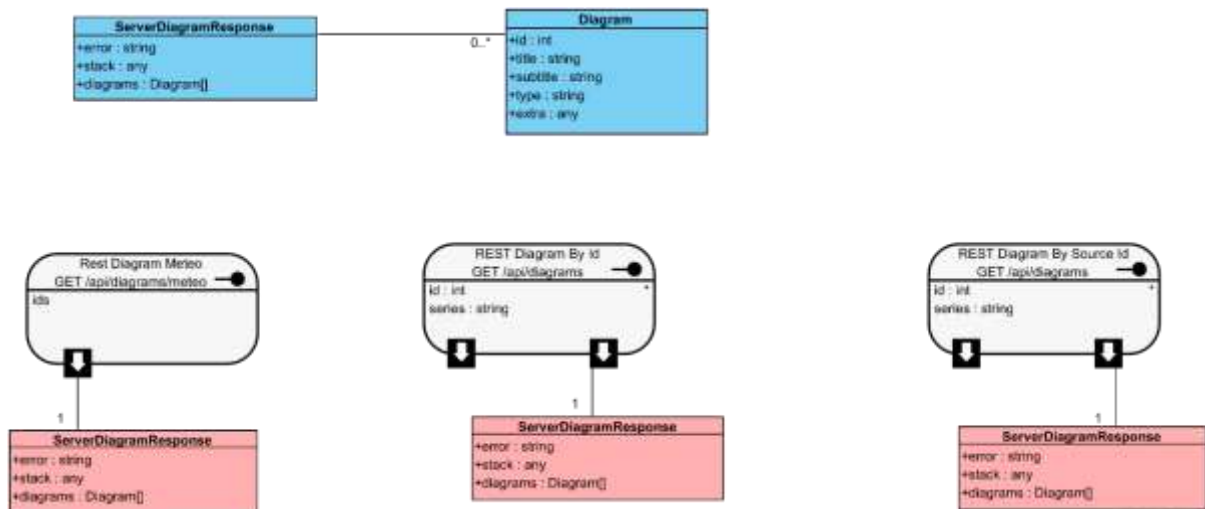 ServerDiagramResponse
+error : string
+stack : any
+diagrams : Diagram[]
0..*
Diagram
+id : int
+title : string
+subtitle : string
+type : string
+extra : any
Rest Diagram Meteo
GET /api/diagrams/meteo
ids
1
ServerDiagramResponse
+error : string
+stack : any
+diagrams : Diagram[]
REST Diagram By Id
GET /api/diagrams
id : int *
series : string
1
ServerDiagramResponse
+error : string
+stack : any
+diagrams : Diagram[]
REST Diagram By Source Id
GET /api/diagrams
id : int *
series : string
1
ServerDiagramResponse
+error : string
+stack : any
+diagrams : Diagram[]